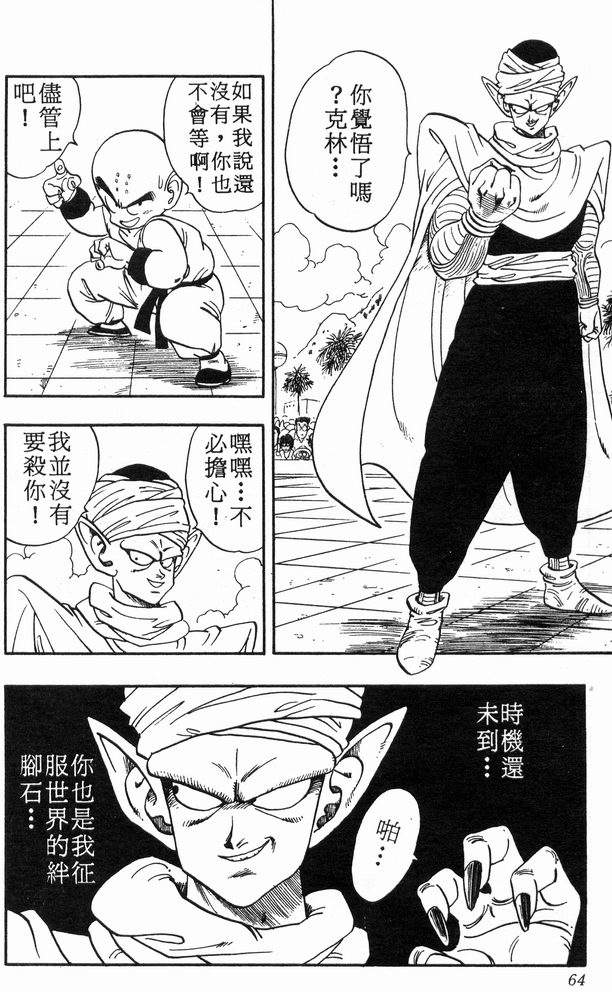 你覺悟了嗎
？克林…
如果我說還
沒有，你也
不會等啊！
儘管上
吧！
嘿嘿…不
必擔心！
我並沒有
要殺你！
時機還
未到…
啪…
你也是我征
服世界的絆
腳石…
64